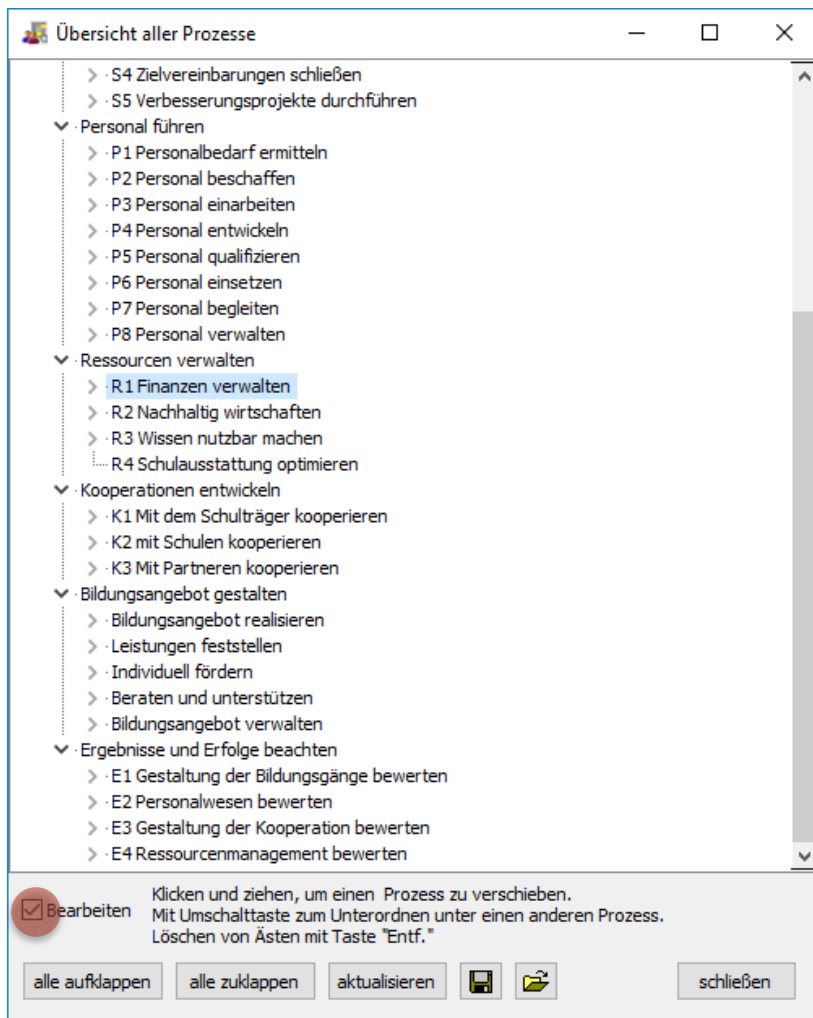 Übersicht aller Prozesse
S4 Zielvereinbarungen schließen
S5 Verbesserungsprojekte durchführen
Personal führen
P1 Personalbedarf ermitteln
P2 Personal beschaffen
P3 Personal einarbeiten
P4 Personal entwickeln
P5 Personal qualifizieren
P6 Personal einsetzen
P7 Personal begleiten
P8 Personal verwalten
Ressourcen verwalten
R1 Finanzen verwalten
R2 Nachhaltig wirtschaften
R3 Wissen nutzbar machen
R4 Schulausstattung optimieren
Kooperationen entwickeln
K1 Mit dem Schulträger kooperieren
K2 mit Schulen kooperieren
K3 Mit Partneren kooperieren
Bildungsangebot gestalten
Bildungsangebot realisieren
Leistungen feststellen
Individuell fördern
Beraten und unterstützen
Bildungsangebot verwalten
Ergebnisse und Erfolge beachten
E1 Gestaltung der Bildungsgänge bewerten
E2 Personalwesen bewerten
E3 Gestaltung der Kooperation bewerten
E4 Ressourcenmanagement bewerten
Bearbeiten
Klicken und ziehen, um einen Prozess zu verschieben.
Mit Umschalttaste zum Unterordnen unter einen anderen Prozess.
Löschen von Ästen mit Taste "Entf."
alle aufklappen alle zuklappen aktualisieren schließen